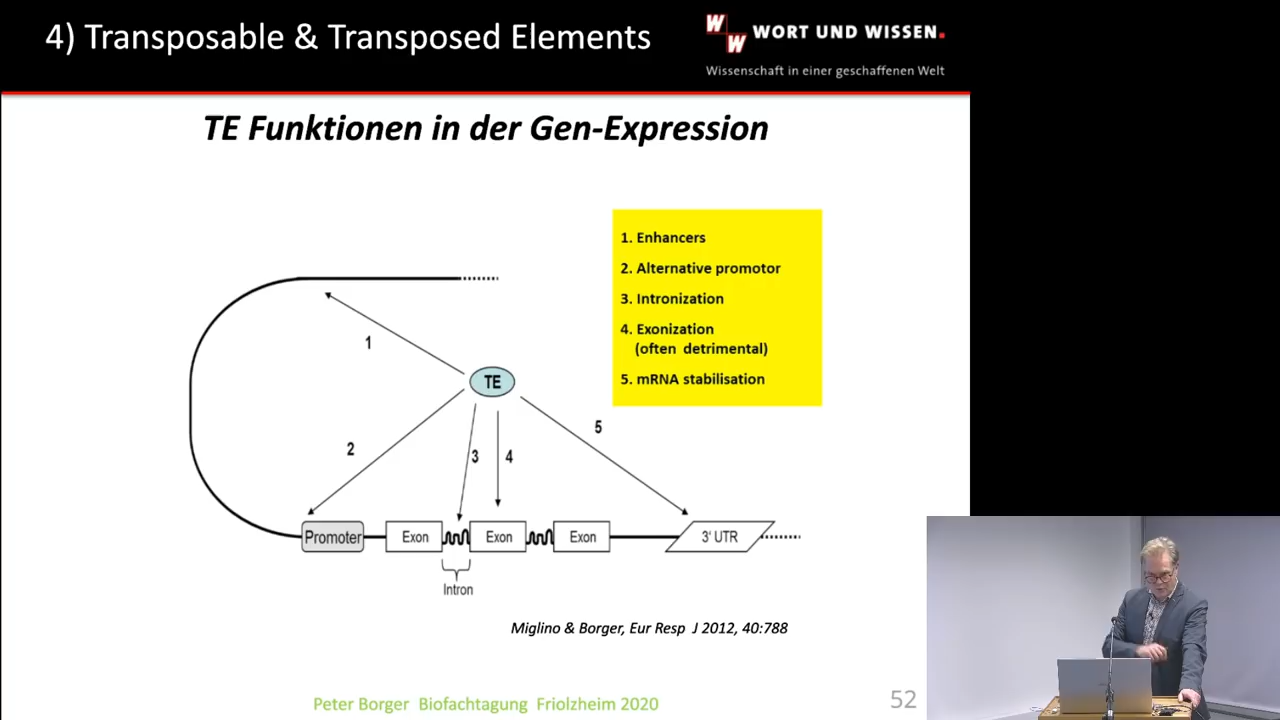 4) Transposable & Transposed Elements
W W WORT UND WISSEN.
Wissenschaft in einer geschaffenen Welt
TE Funktionen in der Gen-Expression
1. Enhancers
2. Alternative promotor
3. Intronization
4. Exonization
(often detrimental)
5. mRNA stabilisation
1
TE
2
3
4
5
Promoter
Exon
Exon
Exon
3' UTR
Intron
Miglino & Borger, Eur Resp J 2012, 40:788
Peter Borger Biofachtagung Friolzheim 2020
52